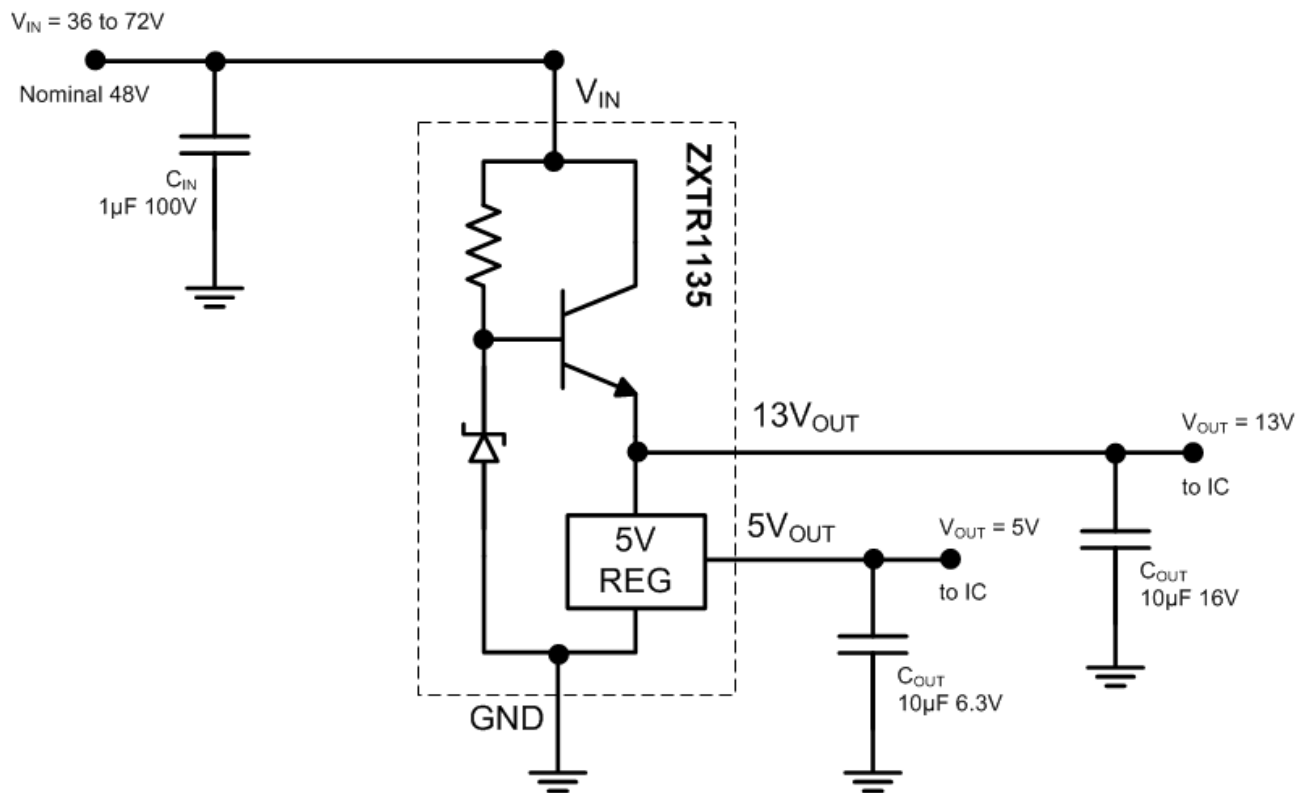 V_IN = 36 to 72V
Nominal 48V
V_IN
C_IN
1µF 100V
ZXTR1135
13V_OUT
V_OUT = 13V
to IC
5V
REG
5V_OUT
V_OUT = 5V
to IC
C_OUT
10µF 16V
C_OUT
10µF 6.3V
GND